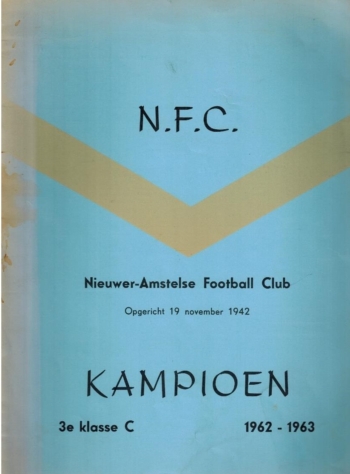 N.F.C.
Nieuwer-Amstelse Football Club
Opgericht 19 november 1942
KAMPIOEN
3e klasse C 1962 - 1963